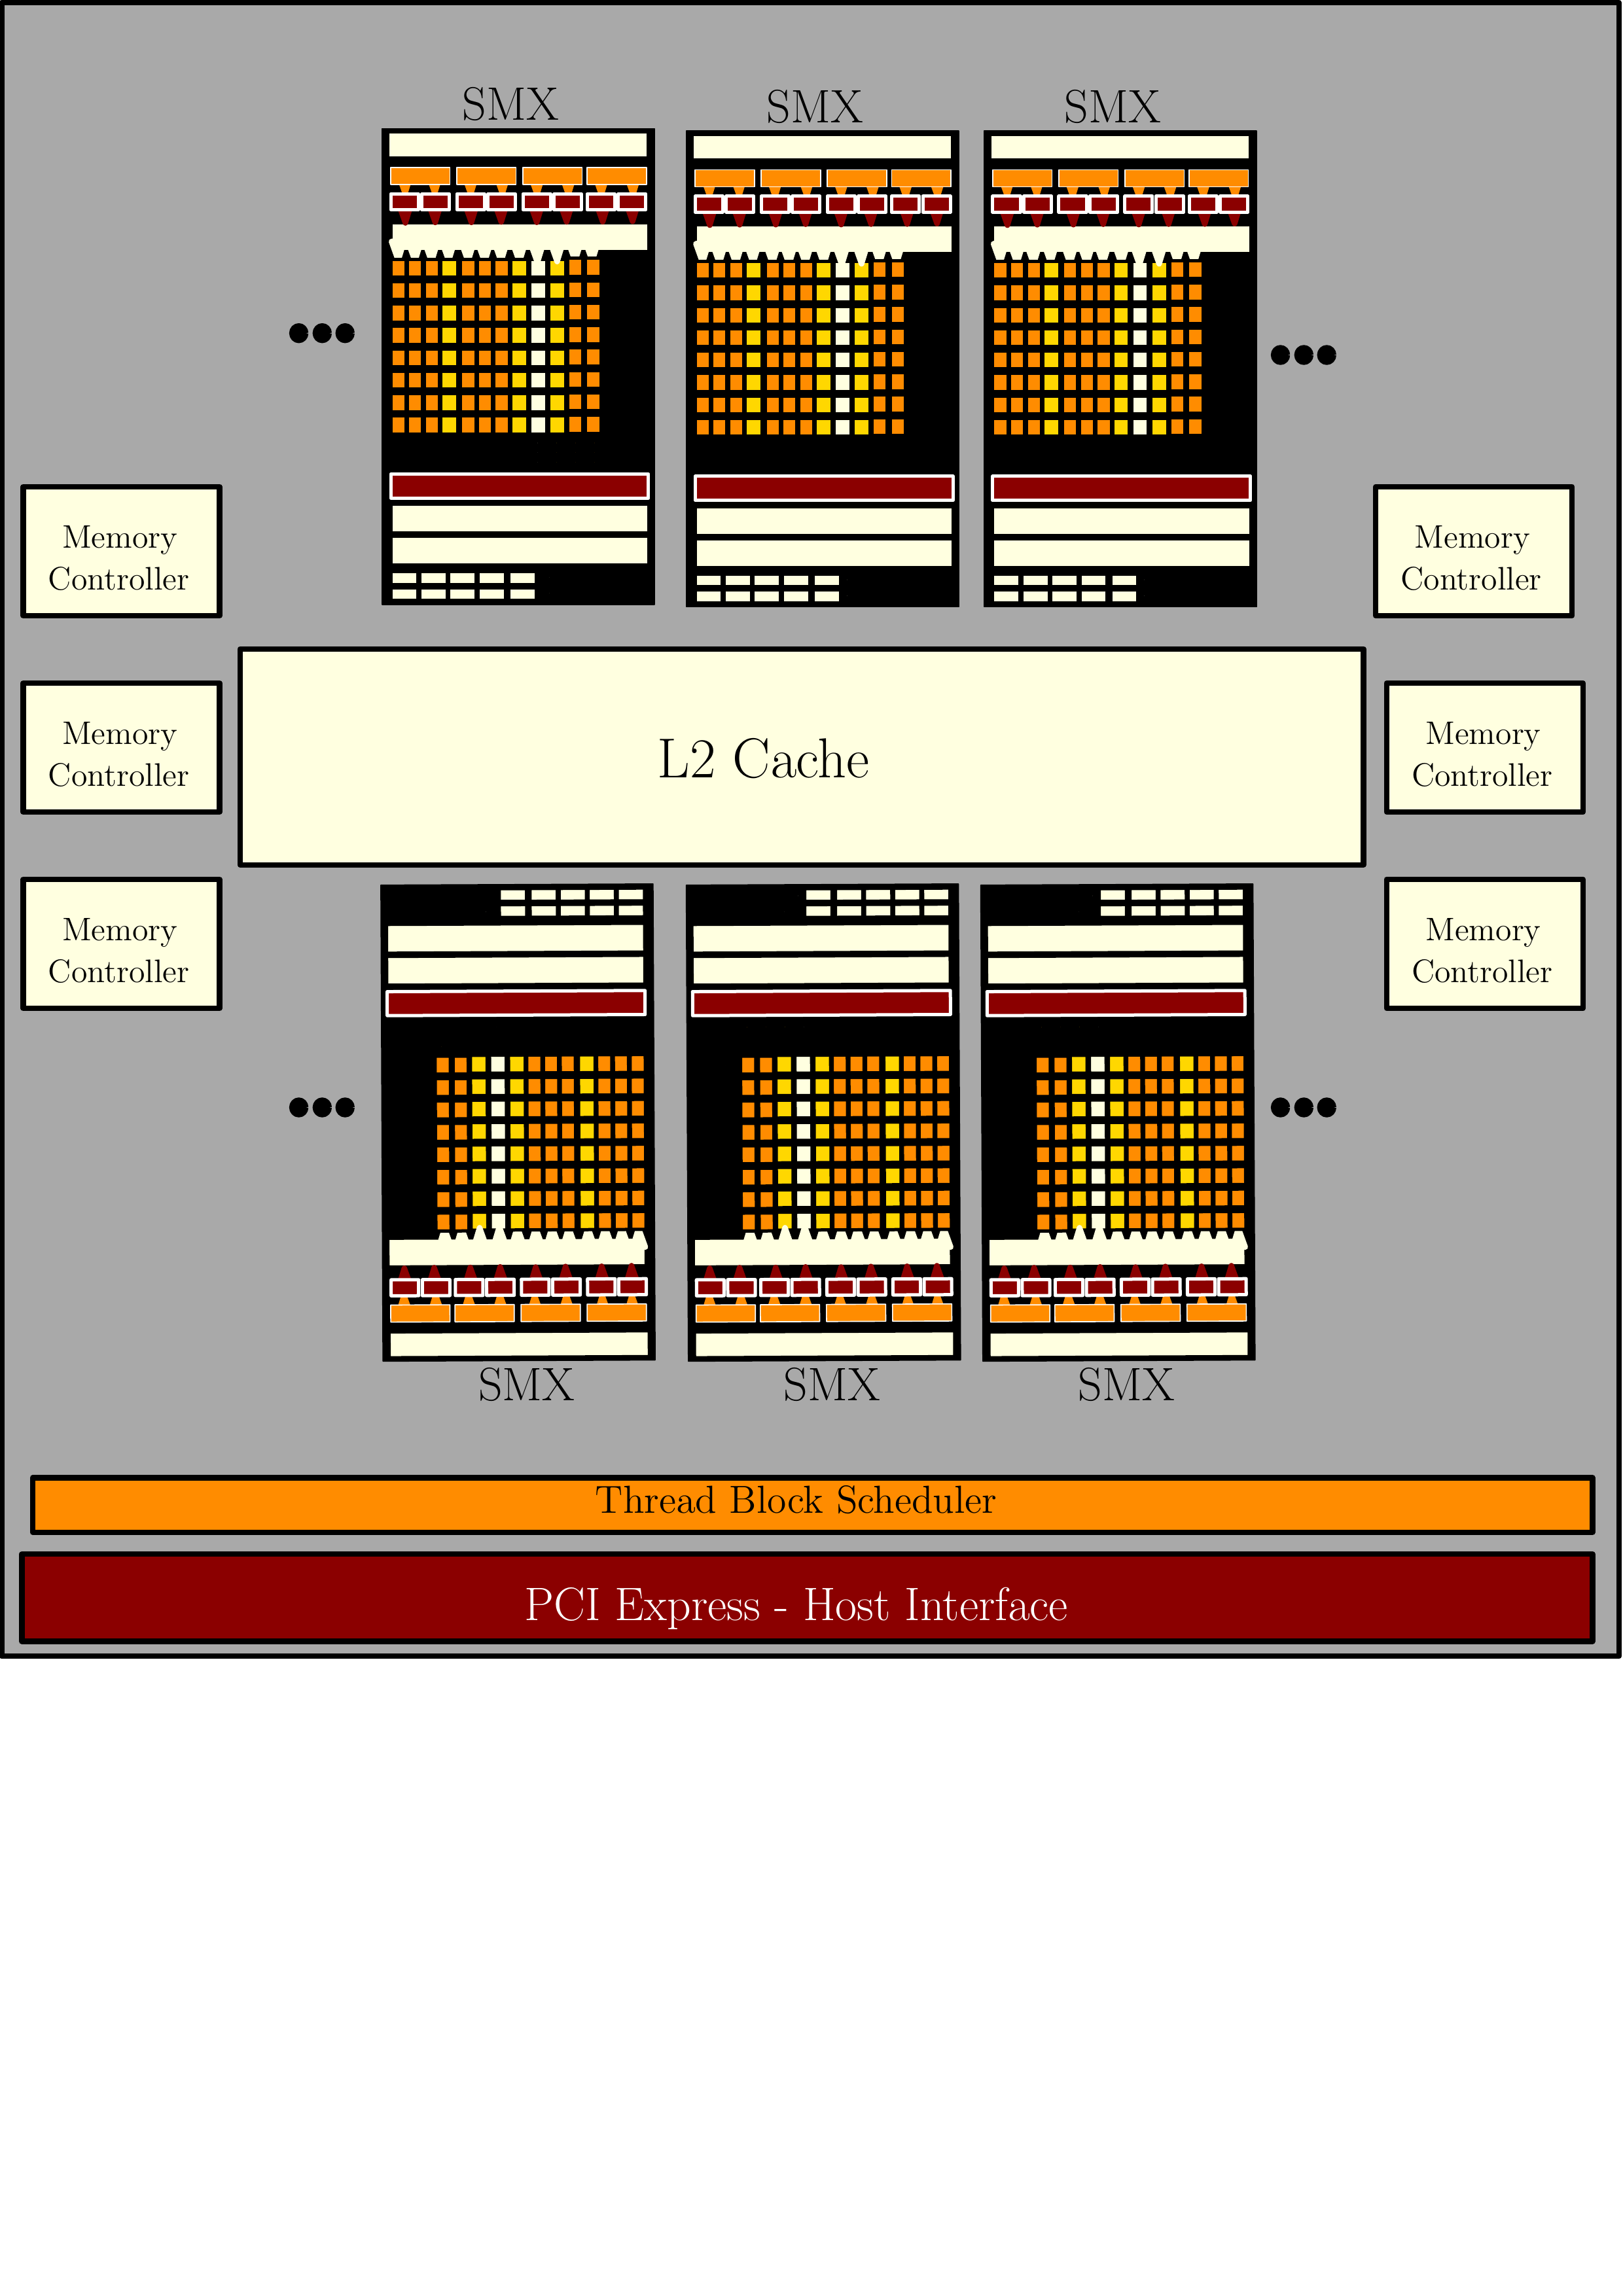 SMX
SMX
SMX
Memory
Controller
Memory
Controller
Memory
Controller
L2 Cache
Memory
Controller
Memory
Controller
Memory
Controller
SMX
SMX
SMX
Thread Block Scheduler
PCI Express - Host Interface